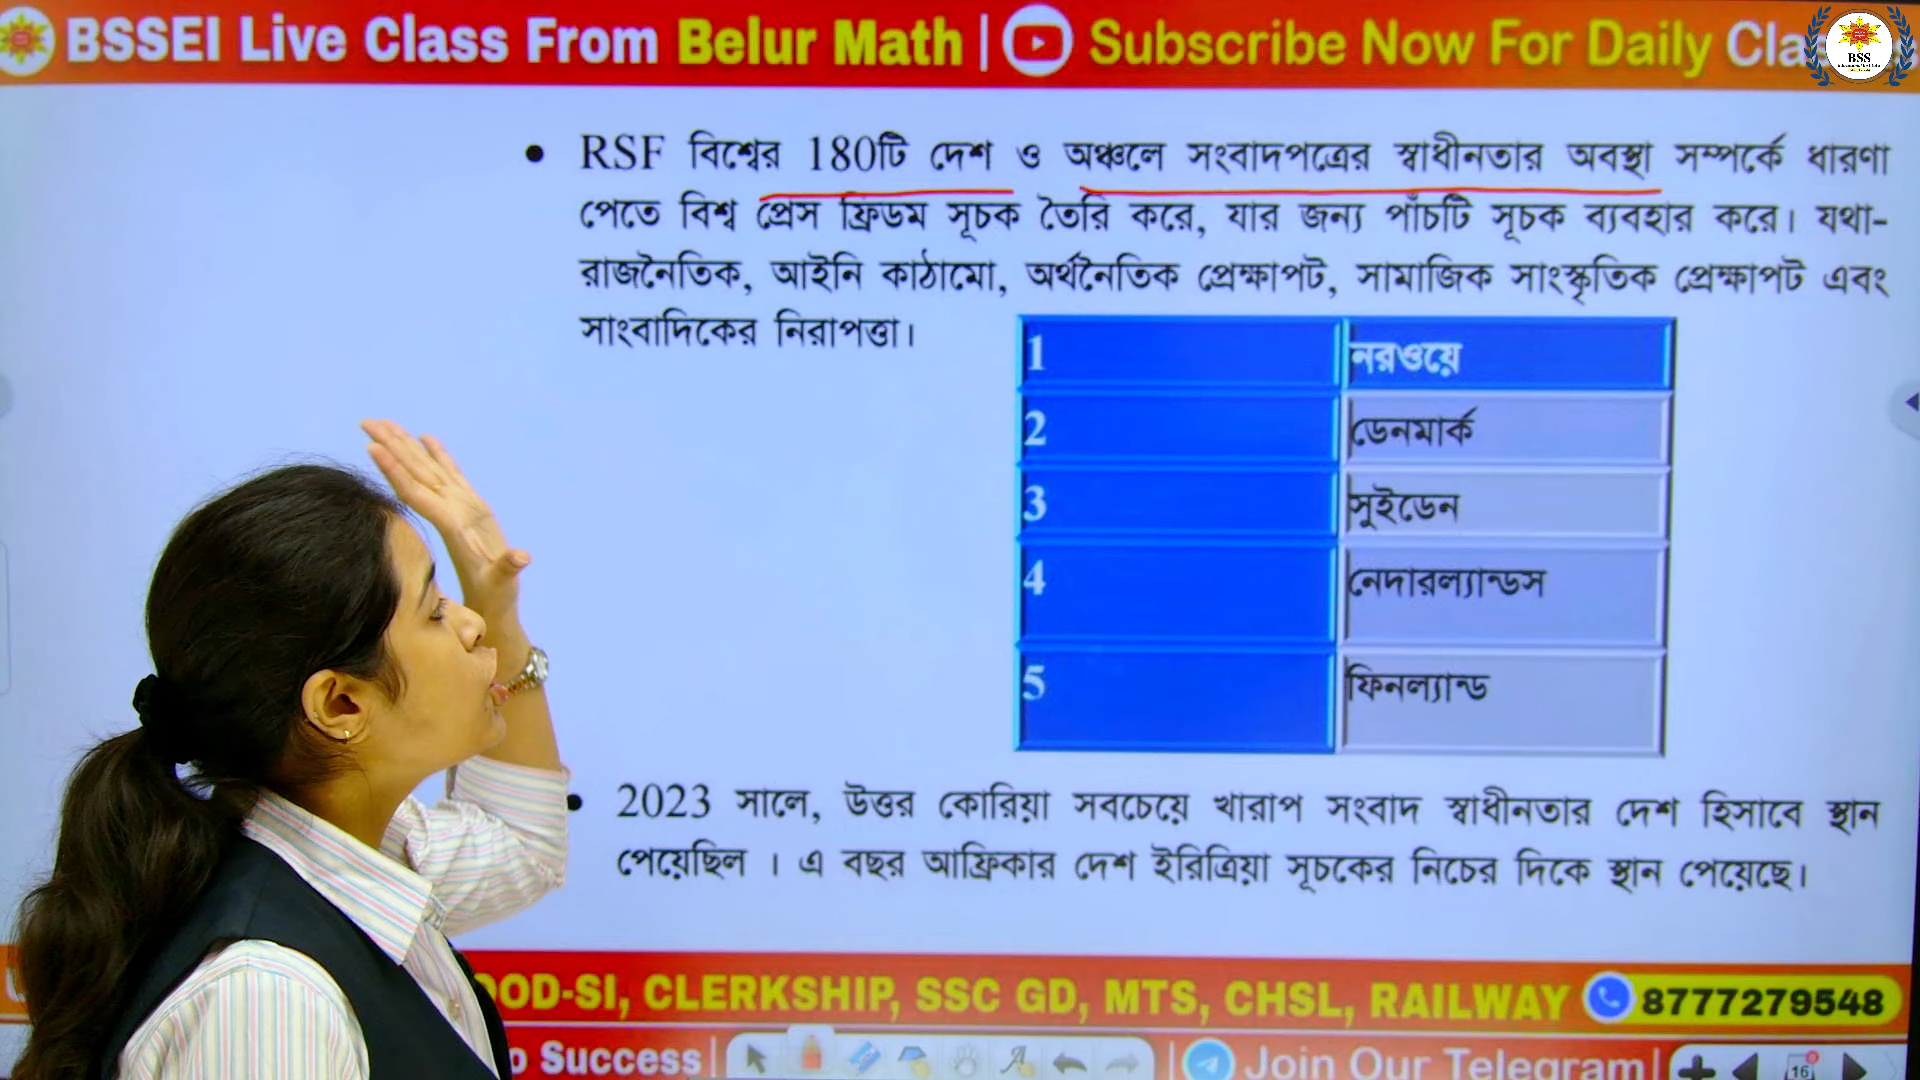 BSSEI Live Class From Belur Math | Subscribe Now For Daily
BSS
RSF বিশ্বের 180টি দেশ ও অঞ্চলে সংবাদপত্রের স্বাধীনতার অবস্থা সম্পর্কে ধারণা
পেতে বিশ্ব প্রেস ফ্রিডম সূচক তৈরি করে, যার জন্য পাঁচটি সূচক ব্যবহার করে। যথা-
রাজনৈতিক, আইনি কাঠামো, অর্থনৈতিক প্রেক্ষাপট, সামাজিক সাংস্কৃতিক প্রেক্ষাপট এবং
সাংবাদিকের নিরাপত্তা।
1 নরওয়ে
2 ডেনমার্ক
3 সুইডেন
4 নেদারল্যান্ডস
5 ফিনল্যান্ড
2023 সালে, উত্তর কোরিয়া সবচেয়ে খারাপ সংবাদ স্বাধীনতার দেশ হিসাবে স্থান
পেয়েছিল । এ বছর আফ্রিকার দেশ ইরিত্রিয়া সূচকের নিচের দিকে স্থান পেয়েছে।
OOD-SI, CLERKSHIP, SSC GD, MTS, CHSL, RAILWAY 8777279548
o Success | | Join Our Telegram | 16